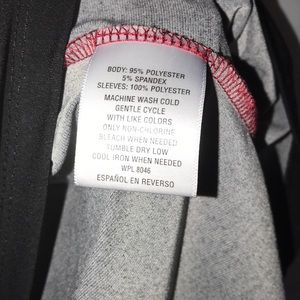 BODY: 95% POLYESTER
5% SPANDEX
SLEEVES: 100% POLYESTER
MACHINE WASH COLD
GENTLE CYCLE
WITH LIKE COLORS
ONLY NON-CHLORINE
BLEACH WHEN NEEDED
TUMBLE DRY LOW
COOL IRON WHEN NEEDED
WPL 8046
ESPAÑOL EN REVERSO